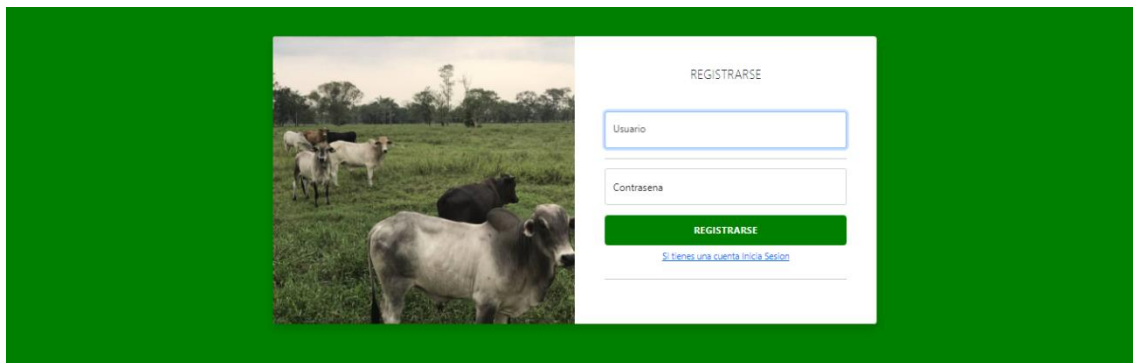 REGISTRARSE
Usuario
Contrasena
REGISTRARSE
Si tienes una cuenta Inicia Sesion